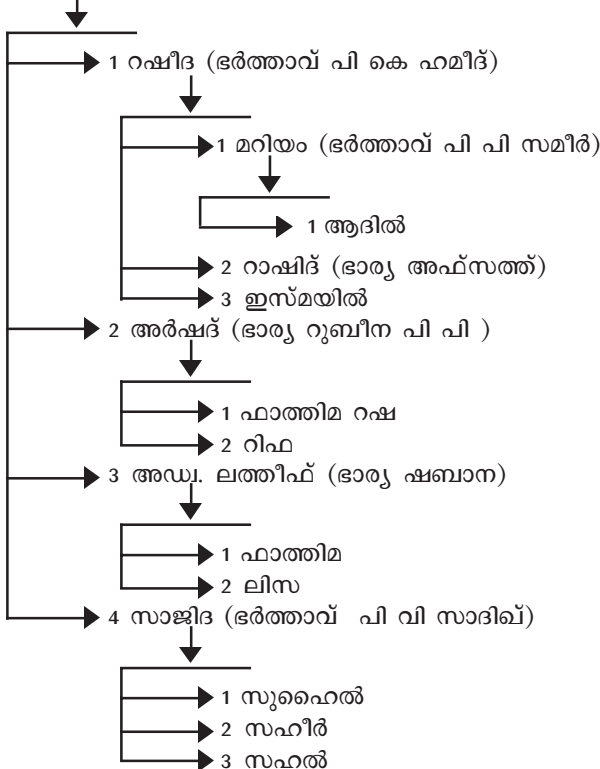 1 റഷീദ (ഭർത്താവ് പി കെ ഹമീദ്)
1 മറിയം (ഭർത്താവ് പി പി സമീർ)
1 ആദിൽ
2 റാഷിദ് (ഭാര്യ അഫ്സത്ത്)
3 ഇസ്മയിൽ
2 അർഷദ് (ഭാര്യ റുബീന പി പി )
1 ഫാത്തിമ റഷ
2 റിഫ
3 അഡ്വ. ലത്തീഫ് (ഭാര്യ ഷബാന)
1 ഫാത്തിമ
2 ലിസ
4 സാജിദ (ഭർത്താവ് പി വി സാദിഖ്)
1 സുഹൈൽ
2 സഹീർ
3 സഹൽ